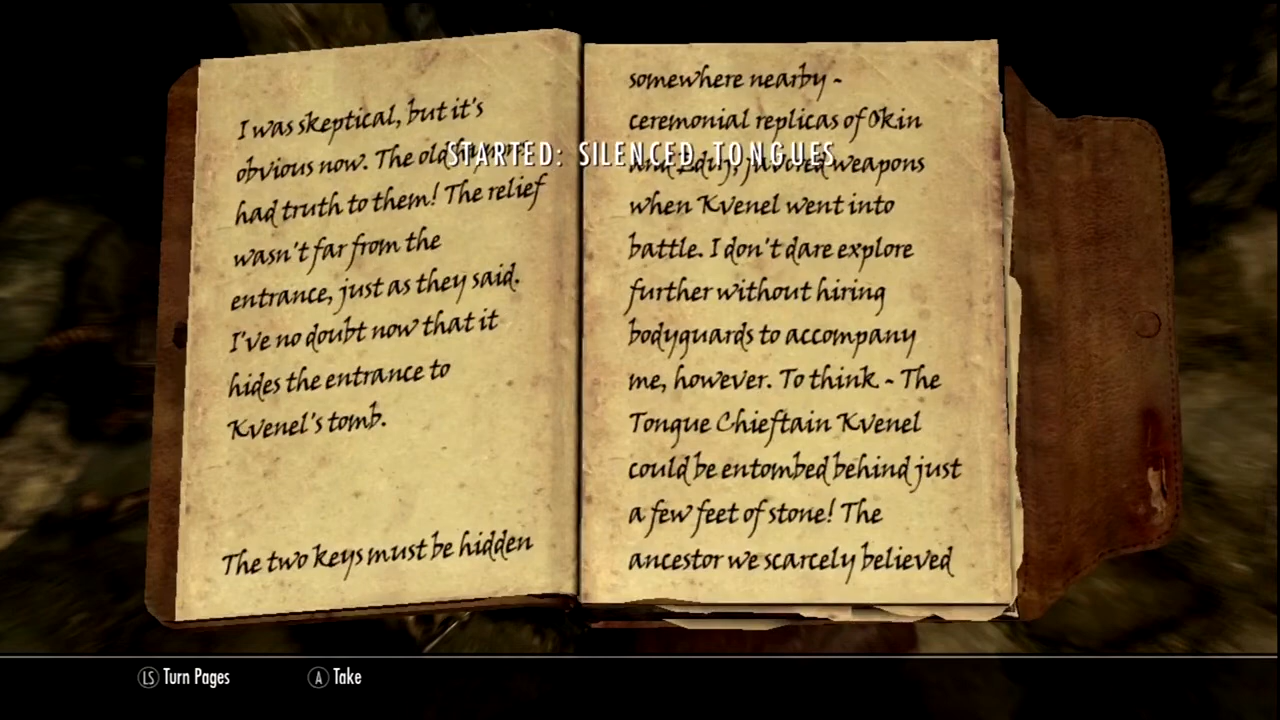 I was skeptical, but it's
obvious now. The old
had truth to them! The relief
wasn't far from the
entrance, just as they said.
I've no doubt now that it
hides the entrance to
Kvenel's tomb.
The two keys must be hidden
somewhere nearby -
ceremonial replicas of Okin
and Eduj, favored weapons
when Kvenel went into
battle. I don't dare explore
further without hiring
bodyguards to accompany
me, however. To think - The
Tongue Chieftain Kvenel
could be entombed behind just
a few feet of stone! The
ancestor we scarcely believed
STARTED: SILENCED TONGUES
LS Turn Pages
A Take